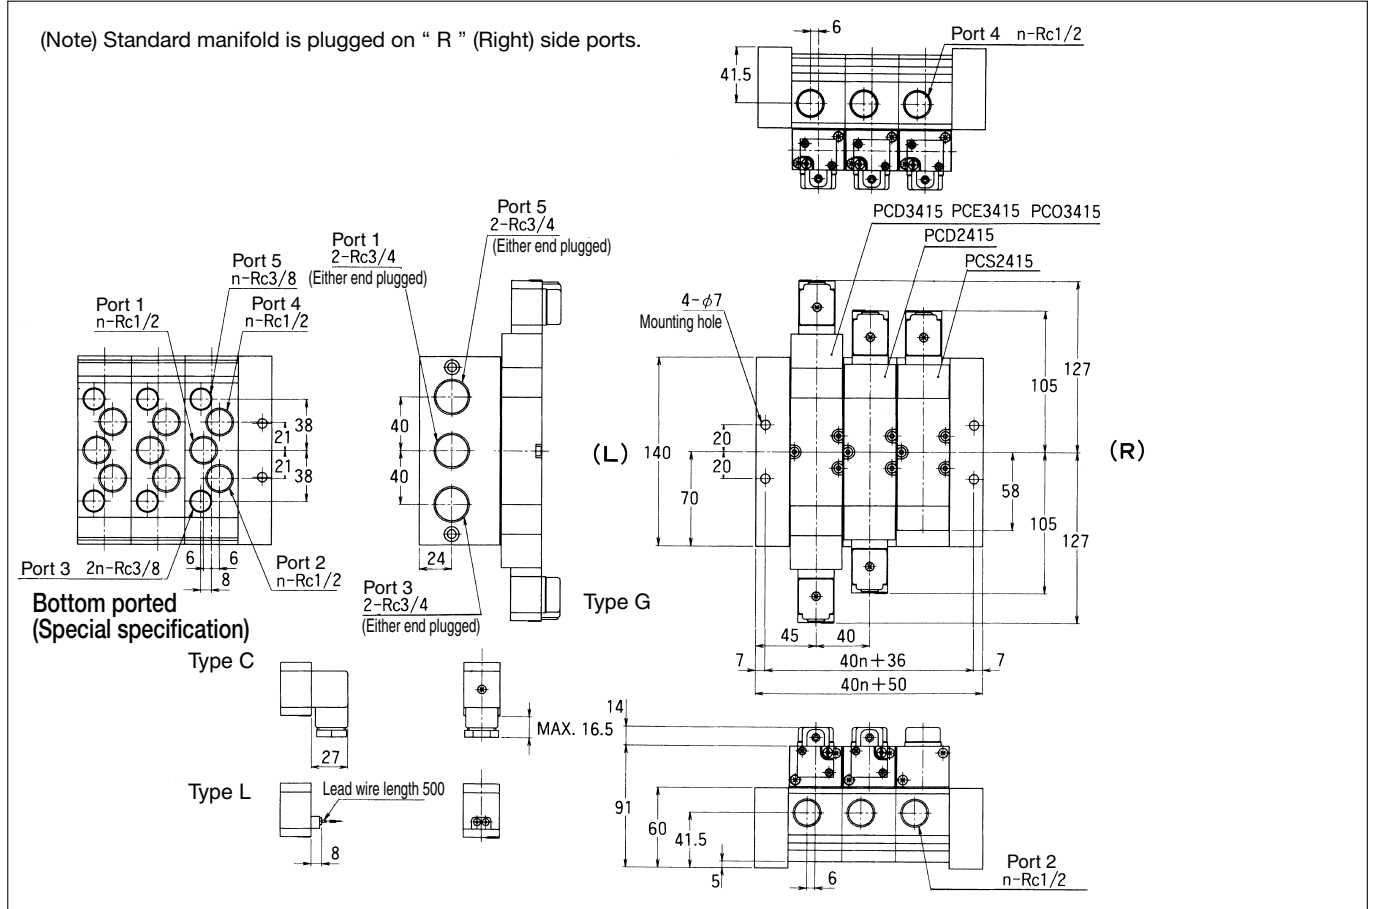 (Note) Standard manifold is plugged on “ R ” (Right) side ports.
6
Port 4 n-Rc1/2
41.5
PCD3415 PCE3415 PCO3415
PCD2415
PCS2415
Port 5
2-Rc3/4
(Either end plugged)
Port 1
2-Rc3/4
(Either end plugged)
Port 5
n-Rc3/8
Port 1
n-Rc1/2
Port 4
n-Rc1/2
38
21
21
38
6
6
8
Port 3 2n-Rc3/8
Port 2
n-Rc1/2
Bottom ported
(Special specification)
40
40
24
Port 3
2-Rc3/4
(Either end plugged)
Type G
4-φ7
Mounting hole
(L)
140
20
20
70
(R)
105
127
58
105
127
45
40
7
40n+36
7
40n+50
Type C
27
MAX. 16.5
Type L
Lead wire length 500
8
14
91
60
41.5
5
6
Port 2
n-Rc1/2